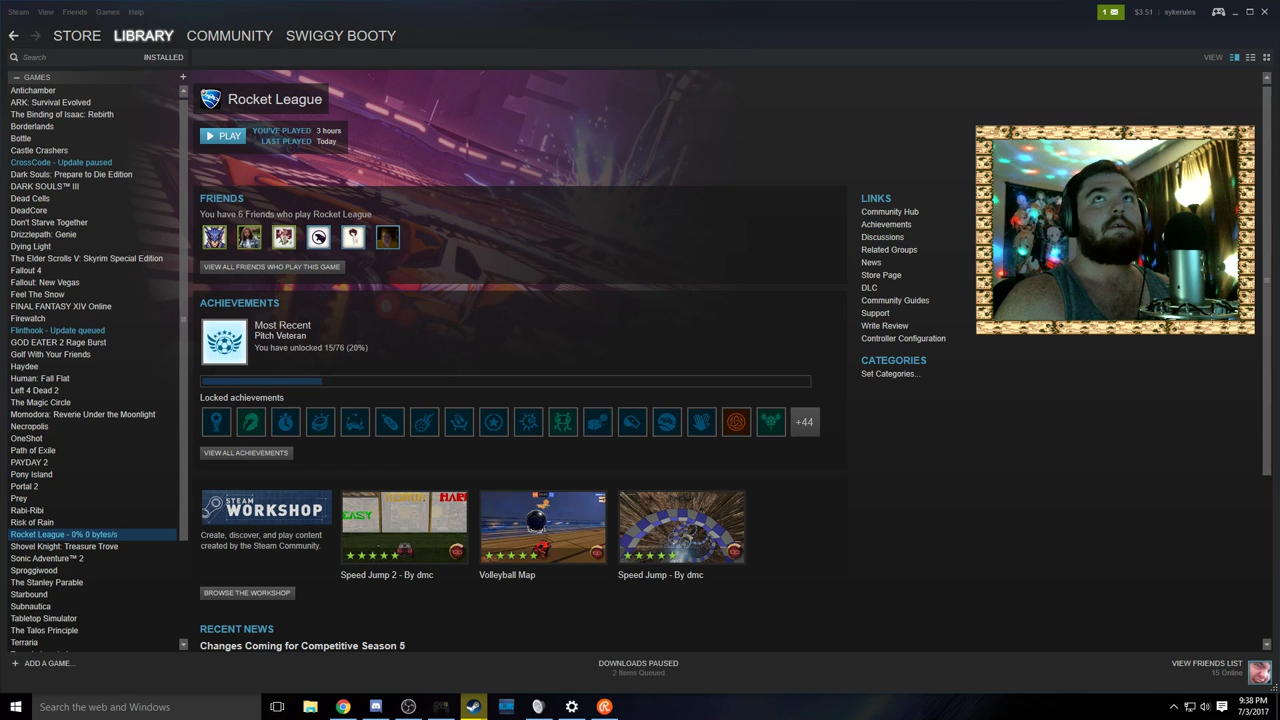 Steam View Friends Games Help
1 $3.51 sykerules
STORE LIBRARY COMMUNITY SWIGGY BOOTY
Search INSTALLED
VIEW
GAMES
Antichamber
ARK: Survival Evolved
The Binding of Isaac: Rebirth
Borderlands
Bottle
Castle Crashers
CrossCode - Update paused
Dark Souls: Prepare to Die Edition
DARK SOULS™ III
Dead Cells
DeadCore
Don't Starve Together
Drizzlepath: Genie
Dying Light
The Elder Scrolls V: Skyrim Special Edition
Fallout 4
Fallout: New Vegas
Feel The Snow
FINAL FANTASY XIV Online
Firewatch
Flinthook - Update queued
GOD EATER 2 Rage Burst
Golf With Your Friends
Haydee
Human: Fall Flat
Left 4 Dead 2
The Magic Circle
Momodora: Reverie Under the Moonlight
Necropolis
OneShot
Path of Exile
PAYDAY 2
Pony Island
Portal 2
Prey
Rabi-Ribi
Risk of Rain
Rocket League - 0% 0 bytes/s
Shovel Knight: Treasure Trove
Sonic Adventure™ 2
Sproggiwood
The Stanley Parable
Starbound
Subnautica
Tabletop Simulator
The Talos Principle
Terraria
Rocket League
PLAY
YOU'VE PLAYED 3 hours
LAST PLAYED Today
FRIENDS
You have 6 Friends who play Rocket League
VIEW ALL FRIENDS WHO PLAY THIS GAME
ACHIEVEMENTS
Most Recent
Pitch Veteran
You have unlocked 15/76 (20%)
Locked achievements
+44
VIEW ALL ACHIEVEMENTS
STEAM
WORKSHOP
Create, discover, and play content
created by the Steam Community.
EASY HARD
Speed Jump 2 - By dmc
Volleyball Map
Speed Jump - By dmc
BROWSE THE WORKSHOP
RECENT NEWS
Changes Coming for Competitive Season 5
LINKS
Community Hub
Achievements
Discussions
Related Groups
News
Store Page
DLC
Community Guides
Support
Write Review
Controller Configuration
CATEGORIES
Set Categories...
ADD A GAME...
DOWNLOADS PAUSED
2 Items Queued
VIEW FRIENDS LIST
15 Online
Search the web and Windows
9:38 PM
7/3/2017